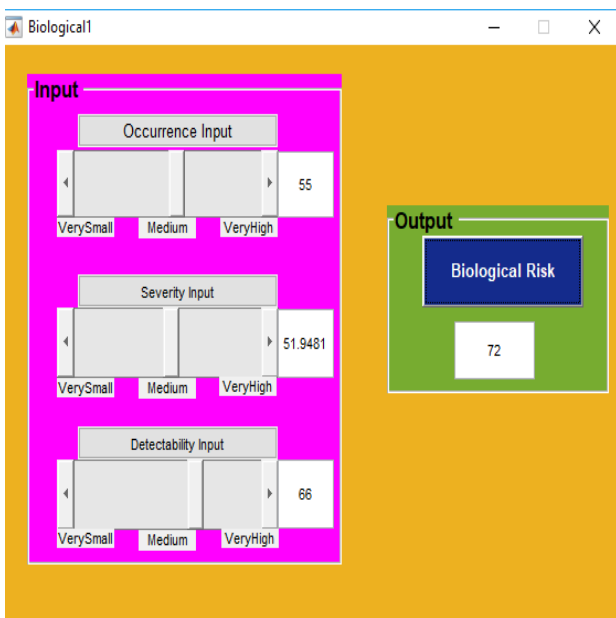 Biological1
Input
Occurrence Input
55
VerySmall Medium VeryHigh
Severity Input
51.9481
VerySmall Medium VeryHigh
Detectability Input
66
VerySmall Medium VeryHigh
Output
Biological Risk
72